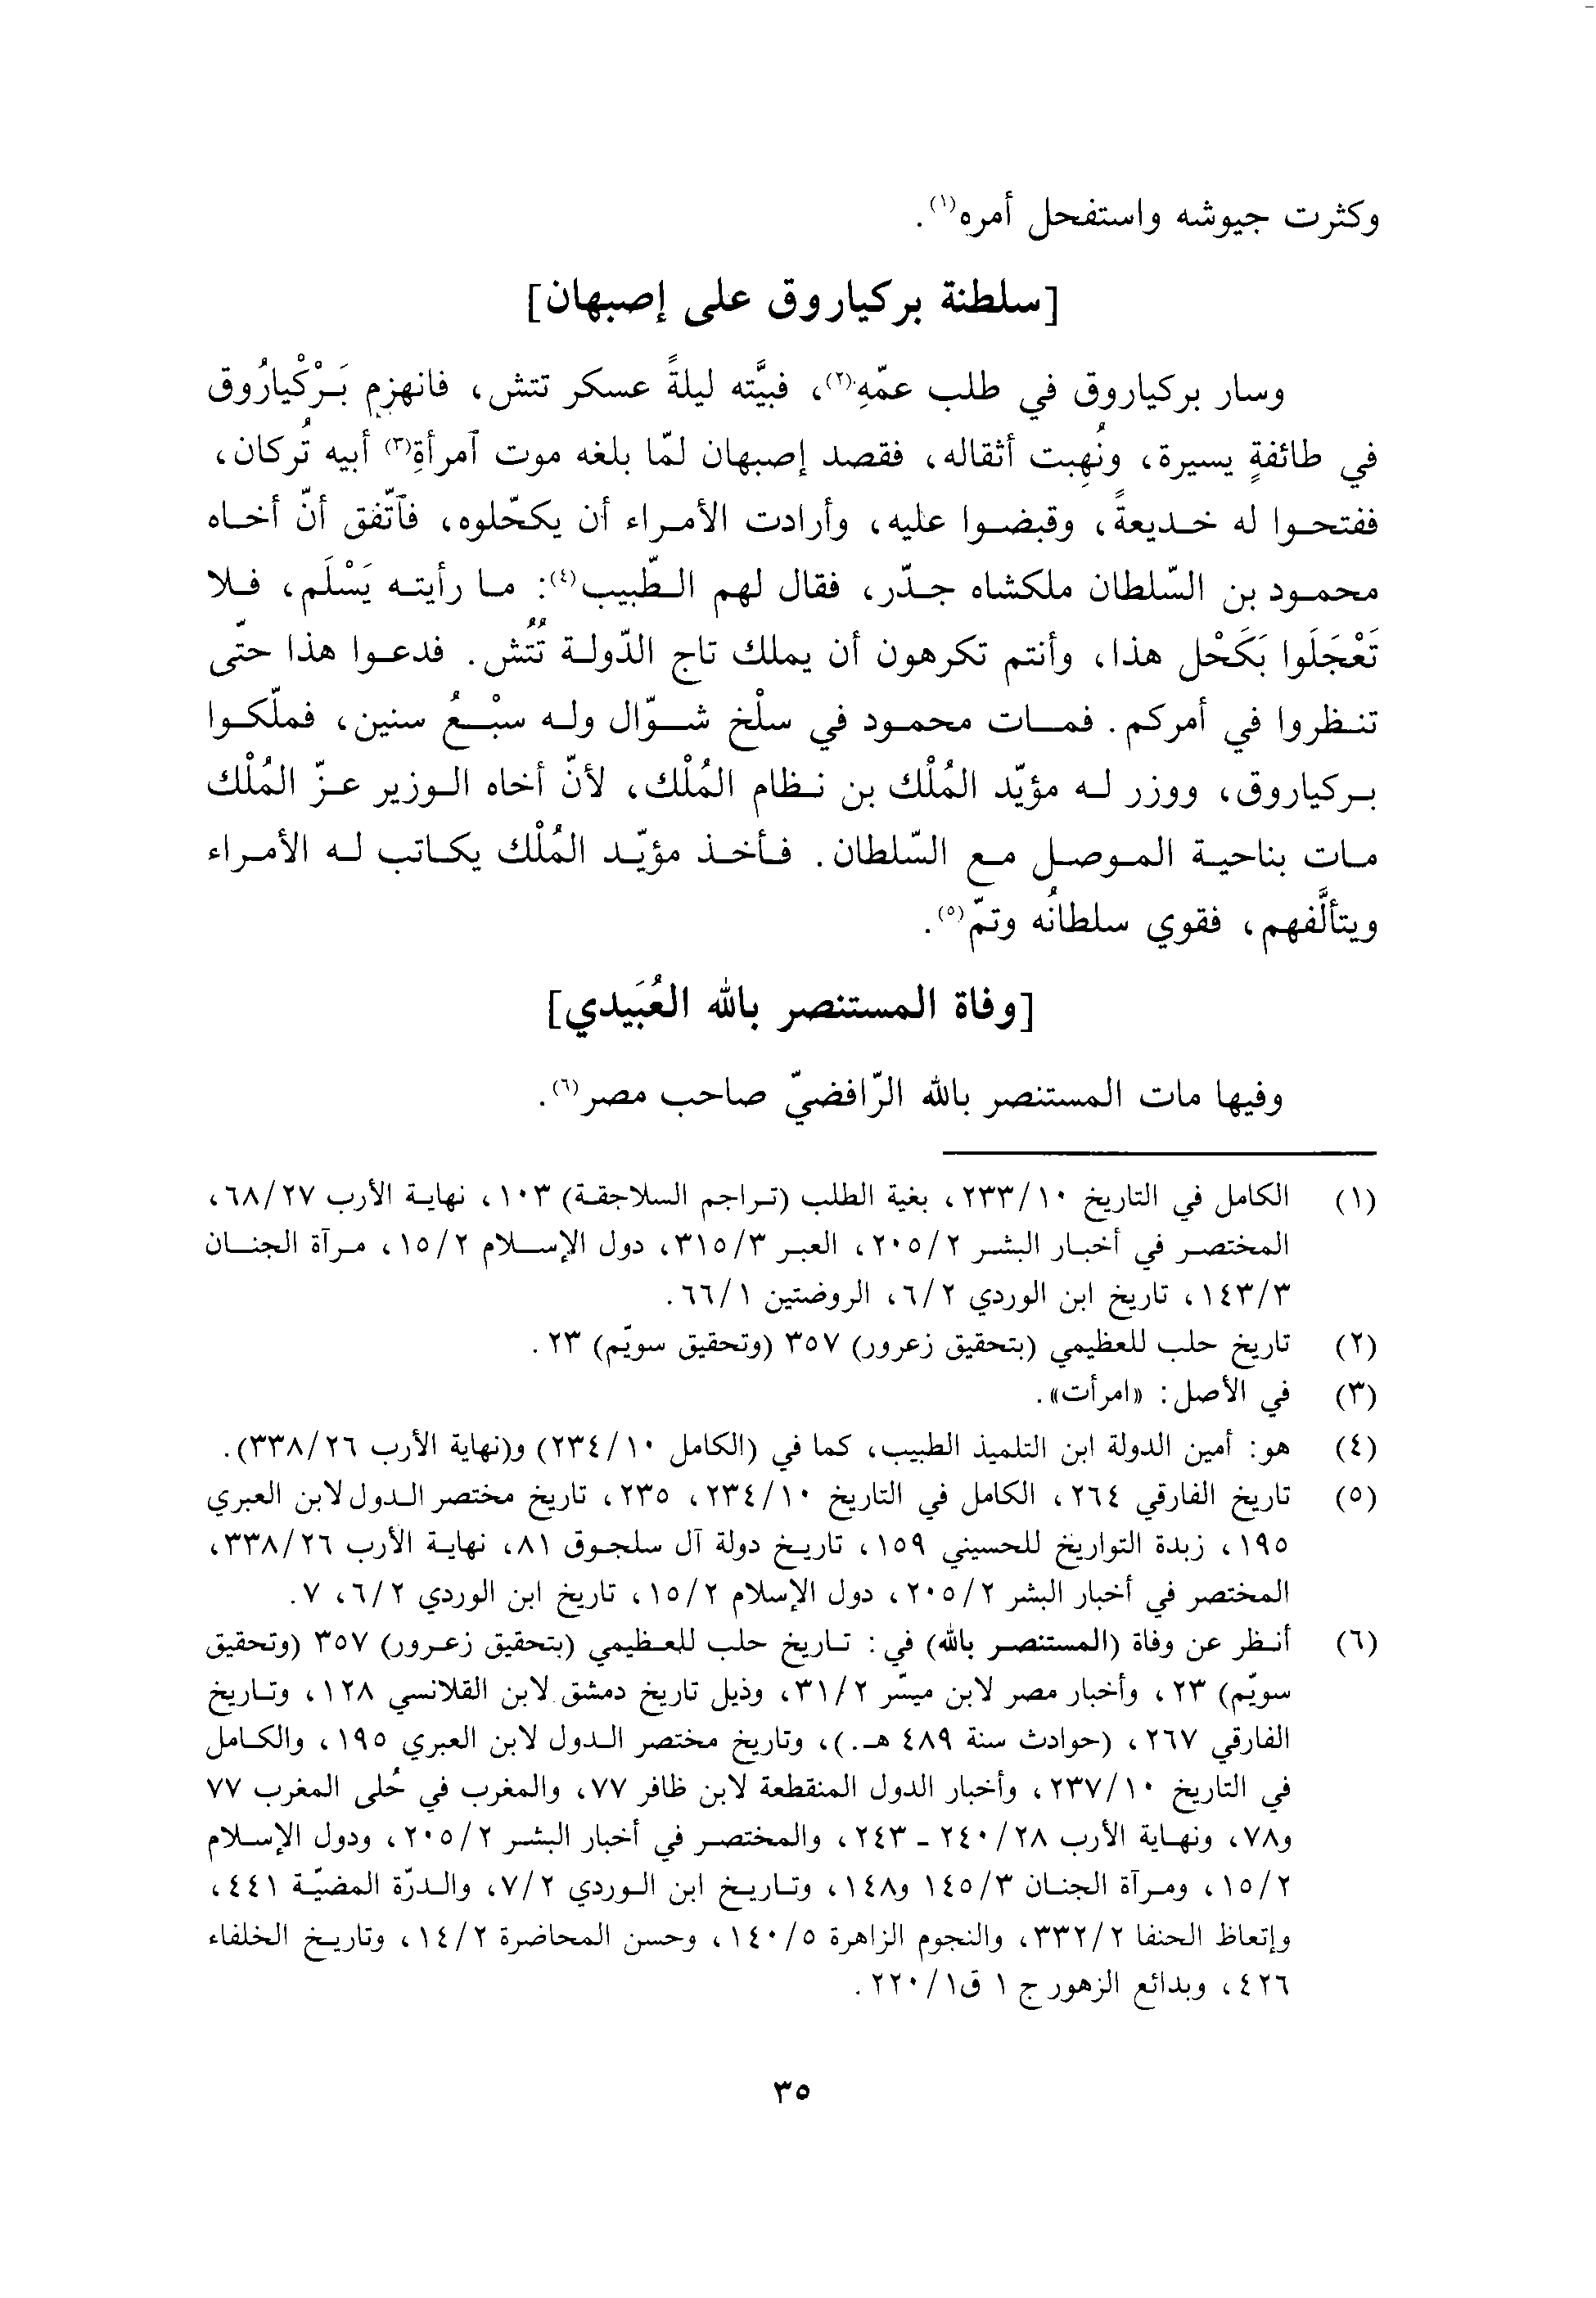 وكثرت جيوشه واستفحل أمره(١).
[سلطنة بركياروق على إصبهان]
وسار بركياروق في طلب عمّهِ(٢)، فبيَّته ليلةً عسكر تتش، فانهزم بَرْكْيارُوق
في طائفةٍ يسيرة، ونُهِبت أثقاله، فقصد إصبهان لمّا بلغه موت ٱمرأةِ(٣) أبيه تُركان،
ففتحوا له خديعةً، وقبضوا عليه، وأرادت الأمراء أن يكحّلوه، فٱتّفق أنّ أخاه
محمود بن السّلطان ملكشاه جدّر، فقال لهم الطّبيب(٤): ما رأيته يَسْلَم، فلا
تَعْجَلَوا بَكَحْل هذا، وأنتم تكرهون أن يملك تاج الدّولة تُتُش. فدعوا هذا حتّى
تنظروا في أمركم. فمات محمود في سلْخ شوّال وله سبْعُ سنين، فملّكوا
بركياروق، ووزر له مؤيّد المُلْك بن نظام المُلْك، لأنّ أخاه الوزير عزّ المُلْك
مات بناحية الموصل مع السّلطان. فأخذ مؤيّد المُلْك يكاتب له الأمراء
ويتألَّفهم، فقوي سلطانُه وتمّ(٥).
[وفاة المستنصر بالله العُبَيدي]
وفيها مات المستنصر بالله الرّافضيّ صاحب مصر(٦).
(١) الكامل في التاريخ ٢٣٣/١٠، بغية الطلب (تراجم السلاجقة) ١٠٣، نهاية الأرب ٦٨/٢٧،
المختصر في أخبار البشر ٢٠٥/٢، العبر ٣١٥/٣، دول الإسلام ١٥/٢، مرآة الجنان
١٤٣/٣، تاريخ ابن الوردي ٦/٢، الروضتين ٦٦/١.
(٢) تاريخ حلب للعظيمي (بتحقيق زعرور) ٣٥٧ (وتحقيق سويّم) ٢٣.
(٣) في الأصل: «امرأت».
(٤) هو: أمين الدولة ابن التلميذ الطبيب، كما في (الكامل ٢٣٤/١٠) و(نهاية الأرب ٣٣٨/٢٦).
(٥) تاريخ الفارقي ٢٦٤، الكامل في التاريخ ٢٣٤/١٠، ٢٣٥، تاريخ مختصر الدول لابن العبري
١٩٥، زبدة التواريخ للحسيني ١٥٩، تاريخ دولة آل سلجوق ٨١، نهاية الأرب ٣٣٨/٢٦،
المختصر في أخبار البشر ٢٠٥/٢، دول الإسلام ١٥/٢، تاريخ ابن الوردي ٦/٢، ٧.
(٦) أنظر عن وفاة (المستنصر بالله) في: تاريخ حلب للعظيمي (بتحقيق زعرور) ٣٥٧ (وتحقيق
سويّم) ٢٣، وأخبار مصر لابن ميسّر ٣١/٢، وذيل تاريخ دمشق لابن القلانسي ١٢٨، وتاريخ
الفارقي ٢٦٧، (حوادث سنة ٤٨٩ هـ.)، وتاريخ مختصر الدول لابن العبري ١٩٥، والكامل
في التاريخ ٢٣٧/١٠، وأخبار الدول المنقطعة لابن ظافر ٧٧، والمغرب في حُلى المغرب ٧٧
و٧٨، ونهاية الأرب ٢٤٠/٢٨ - ٢٤٣، والمختصر في أخبار البشر ٢٠٥/٢، ودول الإسلام
١٥/٢، ومرآة الجنان ١٤٥/٣ و١٤٨، وتاريخ ابن الوردي ٧/٢، والدرّة المضيّة ٤٤١،
وإتعاظ الحنفا ٣٣٢/٢، والنجوم الزاهرة ١٤٠/٥، وحسن المحاضرة ١٤/٢، وتاريخ الخلفاء
٤٢٦، وبدائع الزهور ج ١ ق٢٢٠/١.
٣٥